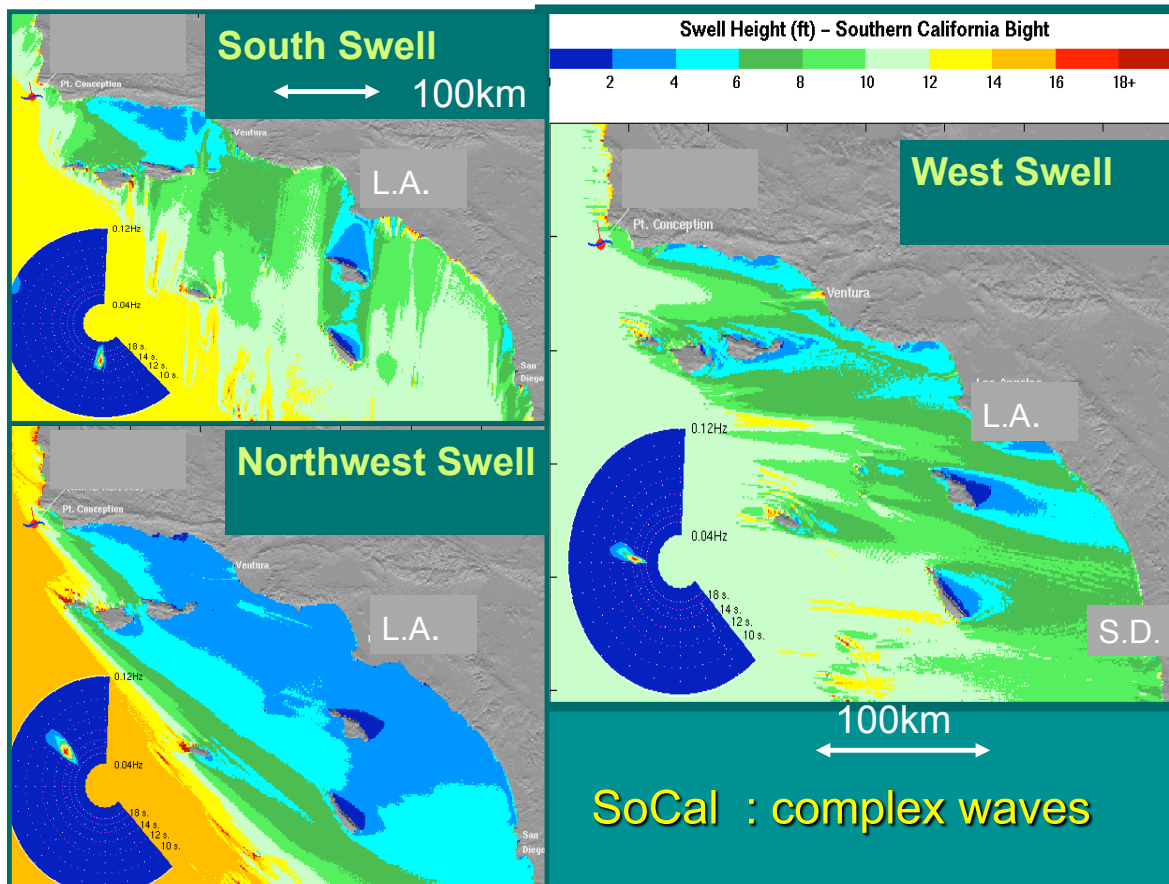 South Swell
100km
Pt. Conception
Ventura
L.A.
0.12Hz
0.04Hz
18 s.
14 s.
12 s.
10 s.
San
Diego
Northwest Swell
Pt. Conception
Ventura
L.A.
0.12Hz
0.04Hz
18 s.
14 s.
12 s.
10 s.
San
Diego
Swell Height (ft) – Southern California Bight
2 4 6 8 10 12 14 16 18+
West Swell
Pt. Conception
Ventura
Los Angeles
L.A.
0.12Hz
0.04Hz
18 s.
14 s.
12 s.
10 s.
S.D.
100km
SoCal : complex waves